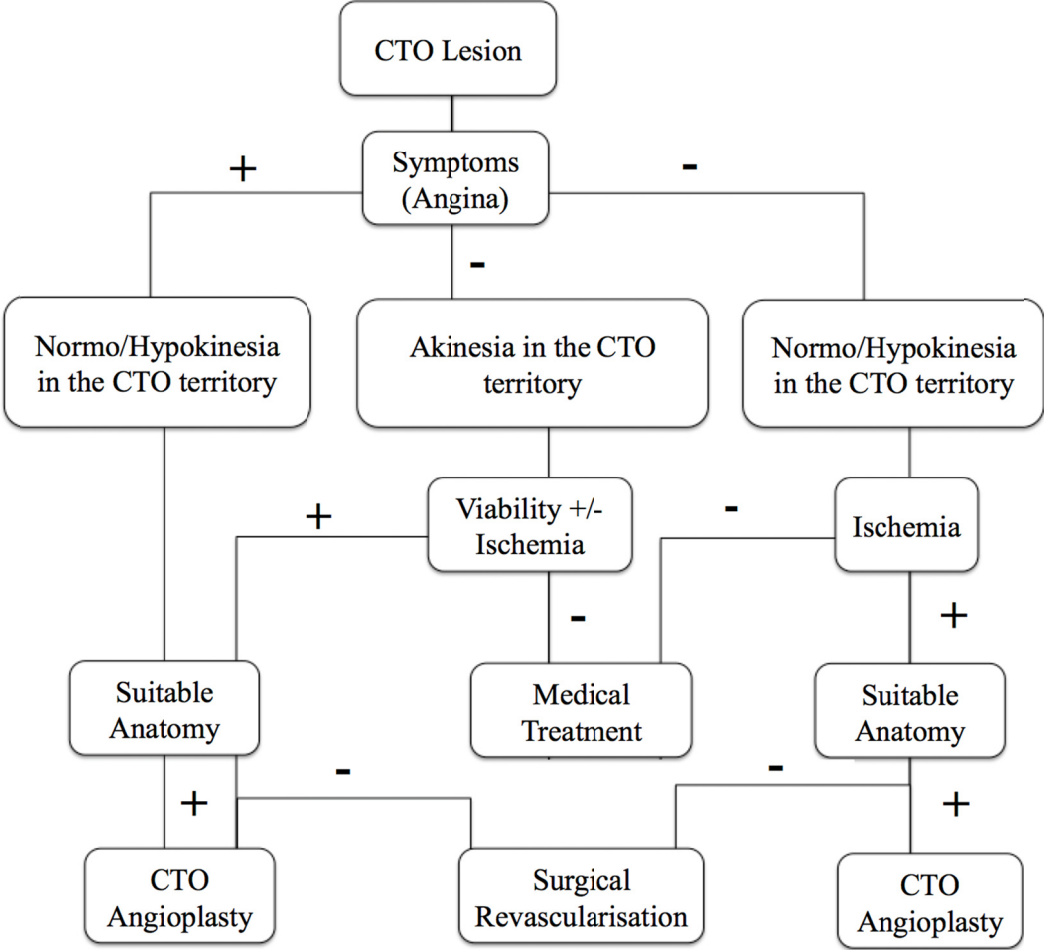 CTO Lesion
Symptoms
(Angina)
+
-
-
Normo/Hypokinesia
in the CTO territory
Akinesia in the CTO
territory
Normo/Hypokinesia
in the CTO territory
+
Viability +/-
Ischemia
-
Ischemia
-
+
Suitable
Anatomy
Medical
Treatment
Suitable
Anatomy
+
-
-
+
CTO
Angioplasty
Surgical
Revascularisation
CTO
Angioplasty